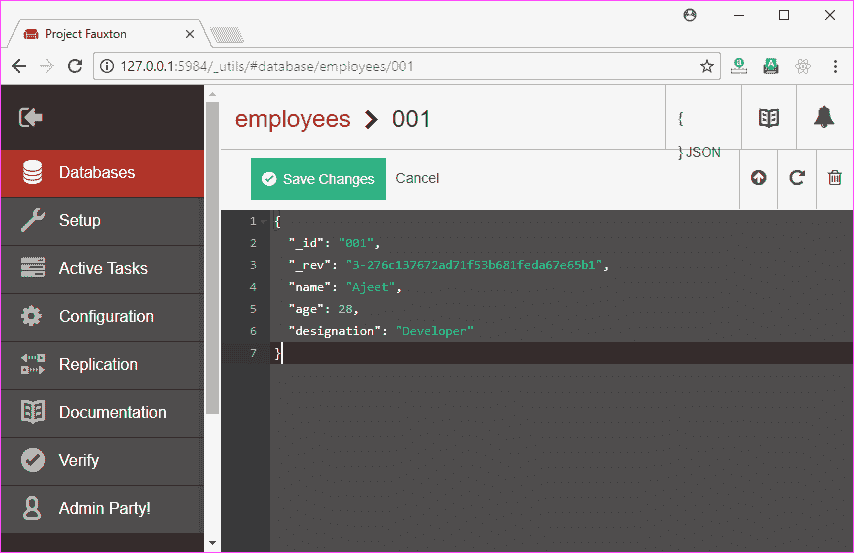 Project Fauxton
127.0.0.1:5984/_utils/#database/employees/001
employees > 001
{
} JSON
Databases
Setup
Active Tasks
Configuration
Replication
Documentation
Verify
Admin Party!
Save Changes Cancel
1 {
2 "_id": "001",
3 "_rev": "3-276c137672ad71f53b681feda67e65b1",
4 "name": "Ajeet",
5 "age": 28,
6 "designation": "Developer"
7 }